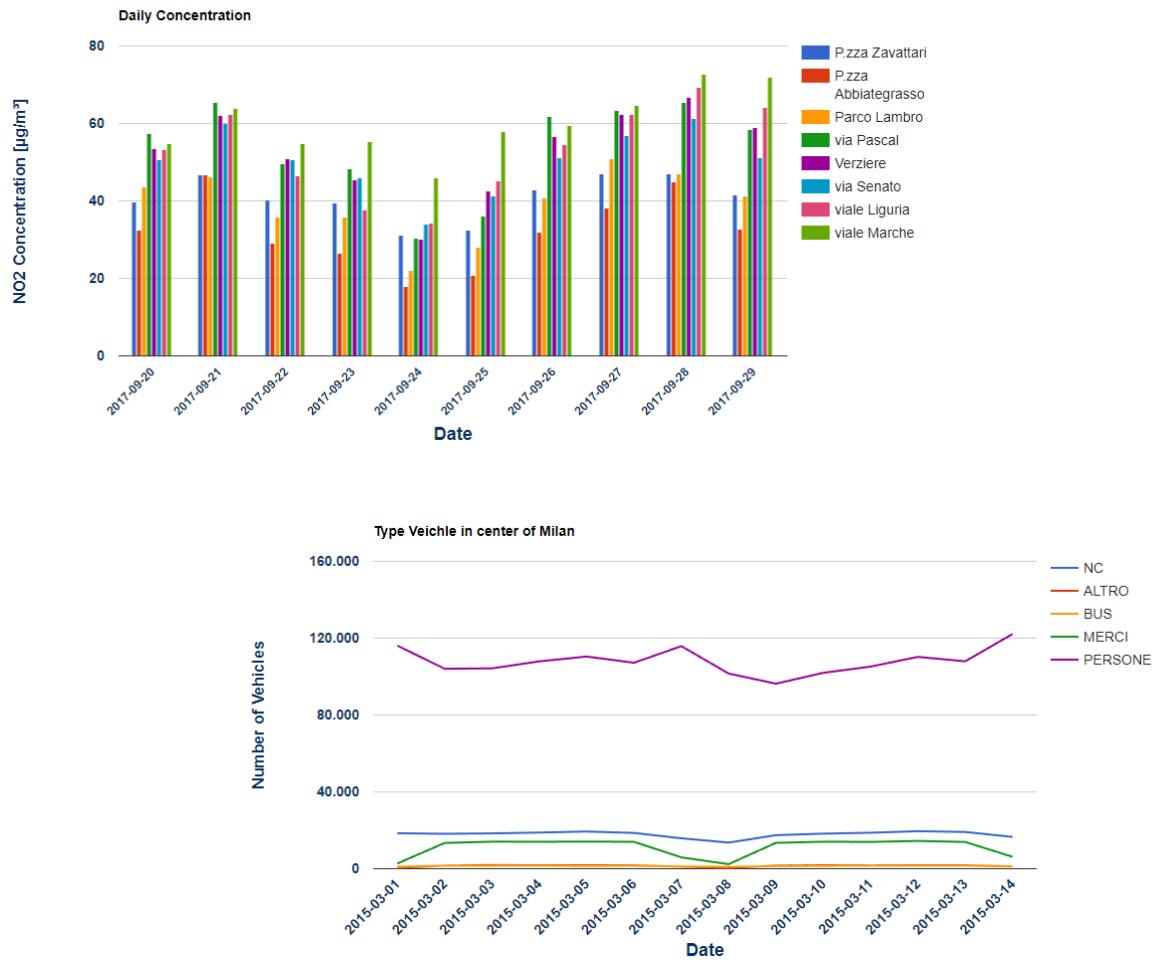 Daily Concentration
NO2 Concentration [µg/m³]
80
60
40
20
0
2017-09-20
2017-09-21
2017-09-22
2017-09-23
2017-09-24
2017-09-25
2017-09-26
2017-09-27
2017-09-28
2017-09-29
Date
P.zza Zavattari
P.zza
Abbiategrasso
Parco Lambro
via Pascal
Verziere
via Senato
viale Liguria
viale Marche
Type Veichle in center of Milan
Number of Vehicles
160.000
120.000
80.000
40.000
0
2015-03-01
2015-03-02
2015-03-03
2015-03-04
2015-03-05
2015-03-06
2015-03-07
2015-03-08
2015-03-09
2015-03-10
2015-03-11
2015-03-12
2015-03-13
2015-03-14
Date
NC
ALTRO
BUS
MERCI
PERSONE